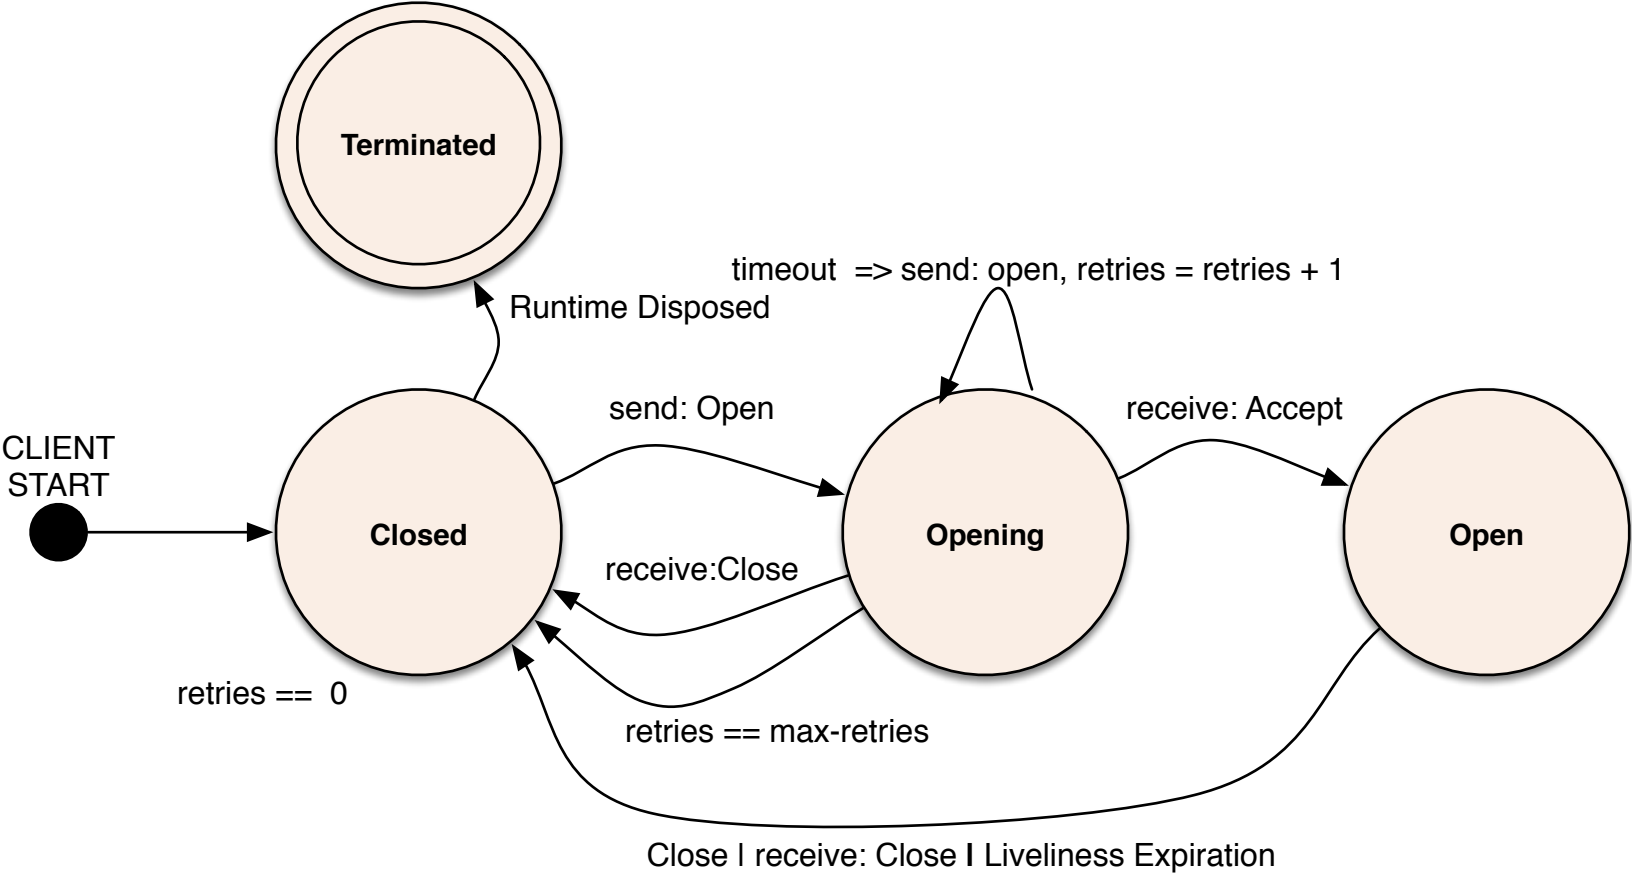 Terminated
timeout  => send: open, retries = retries + 1
Runtime Disposed
send: Open
receive: Accept
CLIENT
START
Closed
Opening
Open
receive:Close
retries ==  0
retries == max-retries
Close | receive: Close | Liveliness Expiration